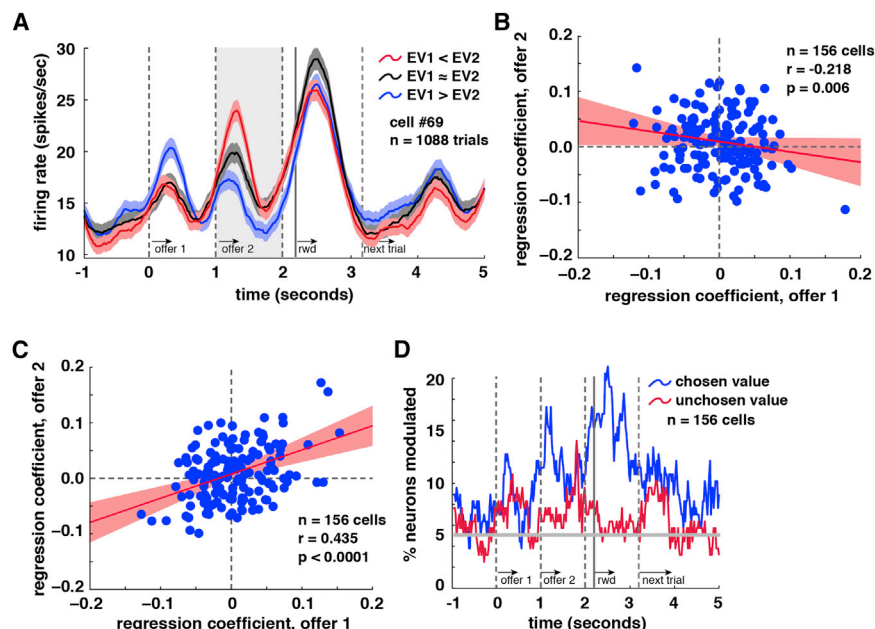 A
firing rate (spikes/sec)
30
25
20
15
10
EV1 < EV2
EV1 ≈ EV2
EV1 > EV2
cell #69
n = 1088 trials
offer 1
offer 2
rwd
next trial
-1 0 1 2 3 4 5
time (seconds)
B
regression coefficient, offer 2
0.2
0.1
0.0
−0.1
−0.2
n = 156 cells
r = -0.218
p = 0.006
−0.2 −0.1 0 0.1 0.2
regression coefficient, offer 1
C
regression coefficient, offer 2
0.2
0.1
0.0
−0.1
−0.2
n = 156 cells
r = 0.435
p < 0.0001
−0.2 −0.1 0 0.1 0.2
regression coefficient, offer 1
D
% neurons modulated
20
15
10
5
0
chosen value
unchosen value
n = 156 cells
offer 1
offer 2
rwd
next trial
-1 0 1 2 3 4 5
time (seconds)